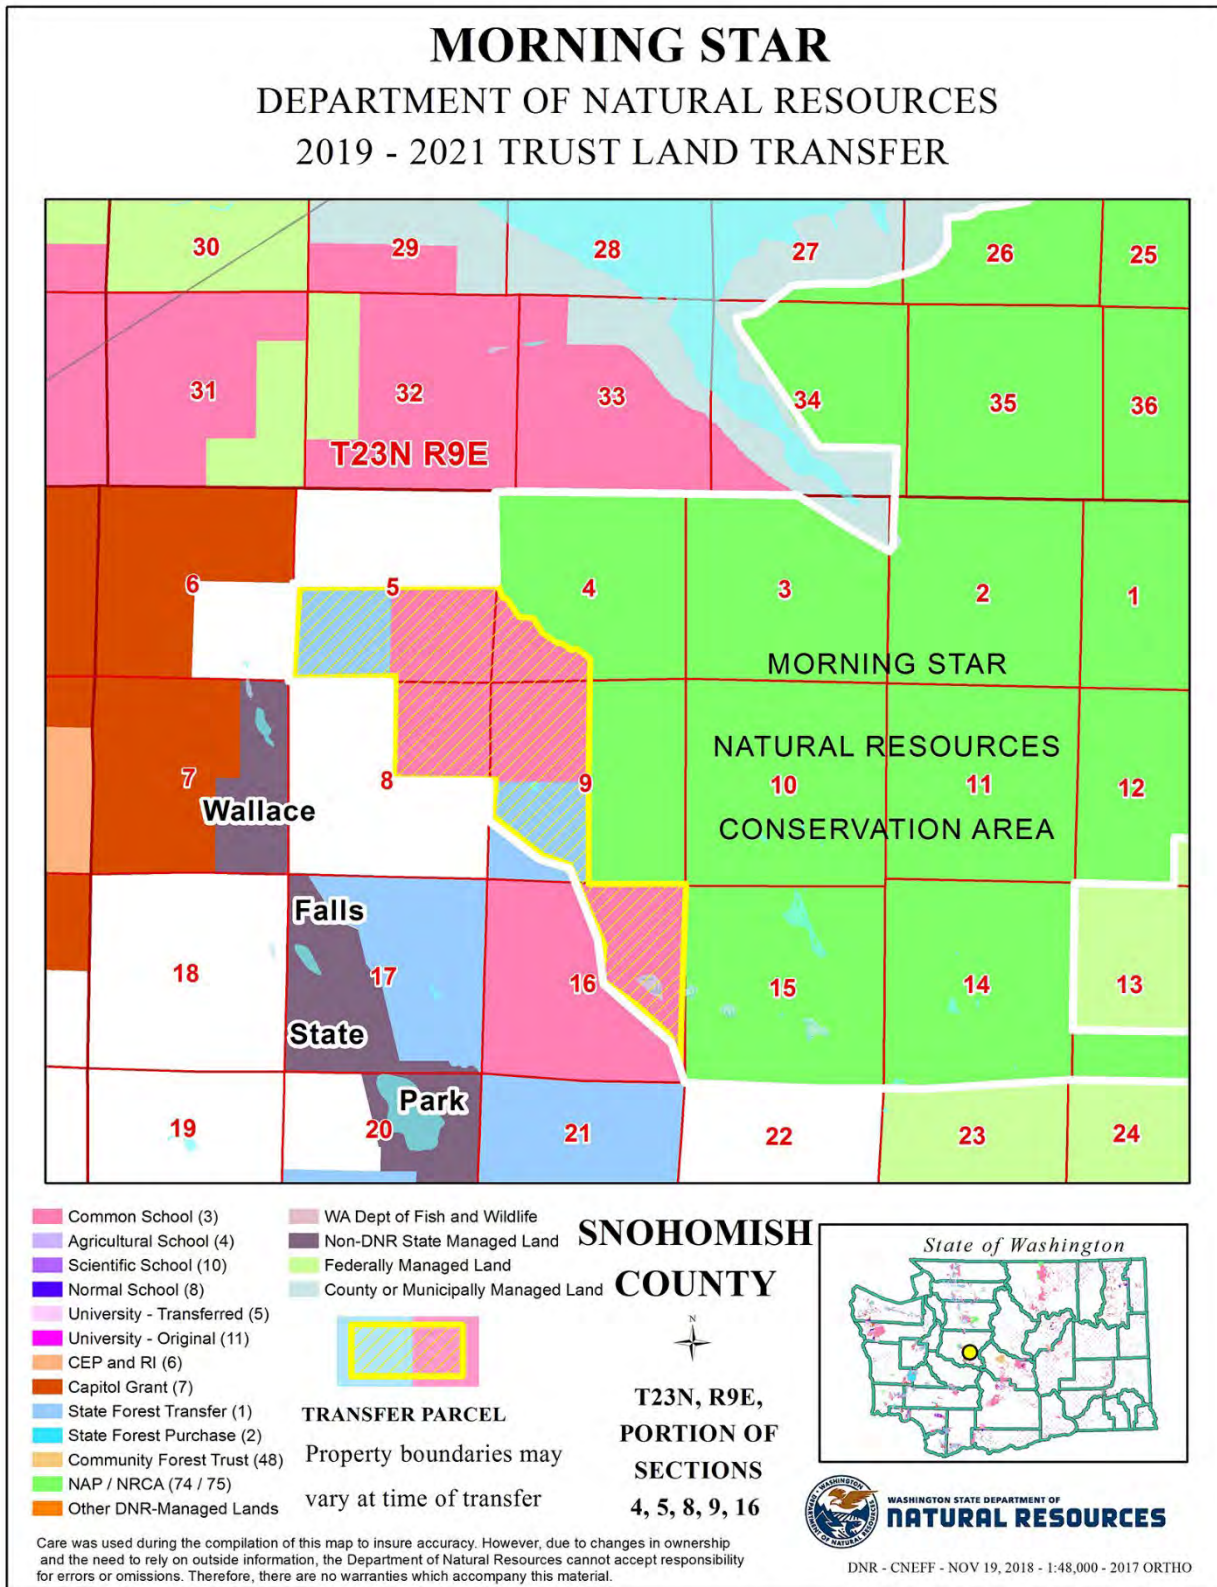 MORNING STAR
DEPARTMENT OF NATURAL RESOURCES
2019 - 2021 TRUST LAND TRANSFER
30 29 28 27 26 25
31 32 33 34 35 36
T23N R9E
6 5 4 3 2 1
MORNING STAR
NATURAL RESOURCES
7 8 9 10 11 12
Wallace
CONSERVATION AREA
Falls
18 17 16 15 14 13
State
Park
19 20 21 22 23 24
Common School (3)
Agricultural School (4)
Scientific School (10)
Normal School (8)
University - Transferred (5)
University - Original (11)
CEP and RI (6)
Capitol Grant (7)
State Forest Transfer (1)
State Forest Purchase (2)
Community Forest Trust (48)
NAP / NRCA (74 / 75)
Other DNR-Managed Lands
WA Dept of Fish and Wildlife
Non-DNR State Managed Land
Federally Managed Land
County or Municipally Managed Land
TRANSFER PARCEL
Property boundaries may
vary at time of transfer
SNOHOMISH
COUNTY
N
T23N, R9E,
PORTION OF
SECTIONS
4, 5, 8, 9, 16
State of Washington
WASHINGTON STATE DEPARTMENT OF
NATURAL RESOURCES
Care was used during the compilation of this map to insure accuracy. However, due to changes in ownership
and the need to rely on outside information, the Department of Natural Resources cannot accept responsibility
for errors or omissions. Therefore, there are no warranties which accompany this material.
DNR - CNEFF - NOV 19, 2018 - 1:48,000 - 2017 ORTHO